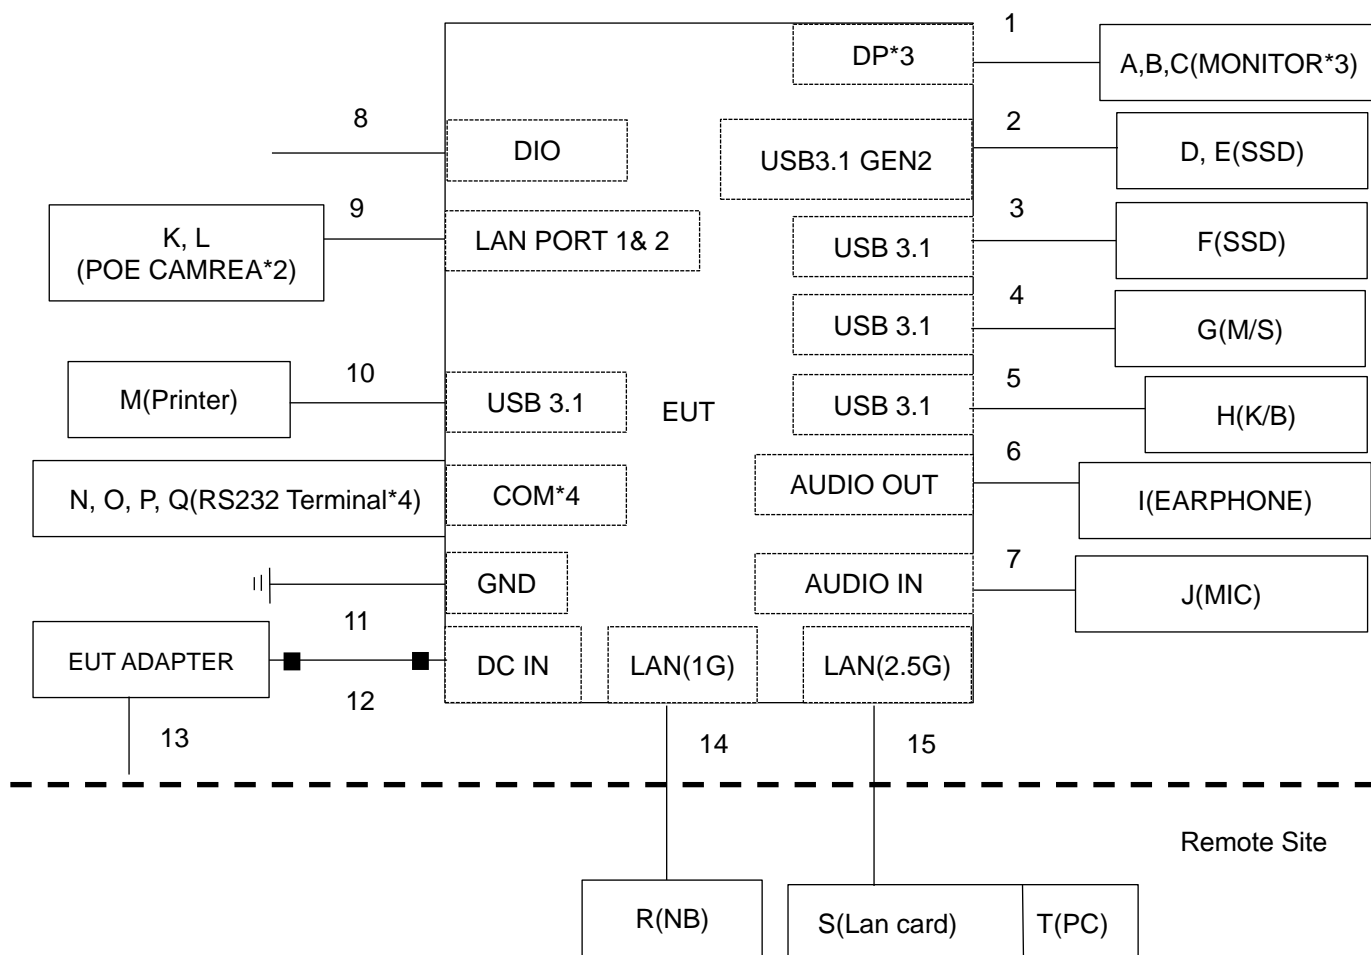 1
DP*3
A,B,C(MONITOR*3)
8
2
DIO
USB3.1 GEN2
D, E(SSD)
9
3
K, L
(POE CAMREA*2)
LAN PORT 1& 2
USB 3.1
F(SSD)
4
USB 3.1
G(M/S)
10
5
M(Printer)
USB 3.1
EUT
USB 3.1
H(K/B)
6
N, O, P, Q(RS232 Terminal*4)
COM*4
AUDIO OUT
I(EARPHONE)
7
GND
AUDIO IN
J(MIC)
11
EUT ADAPTER
DC IN
LAN(1G)
LAN(2.5G)
12
13
14
15
Remote Site
R(NB)
S(Lan card)
T(PC)